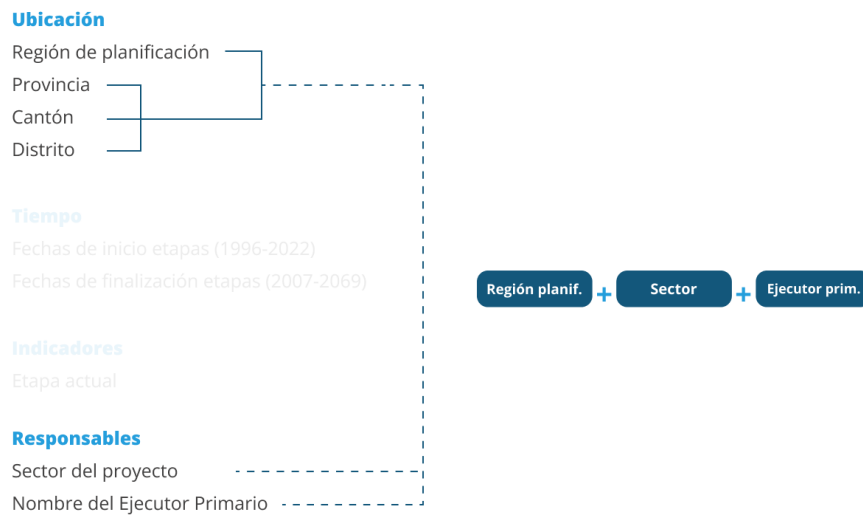 Ubicación
Región de planificación
Provincia
Cantón
Distrito
Tiempo
Fechas de inicio etapas (1996-2022)
Fechas de finalización etapas (2007-2069)
Región planif. + Sector + Ejecutor prim.
Indicadores
Etapa actual
Responsables
Sector del proyecto
Nombre del Ejecutor Primario